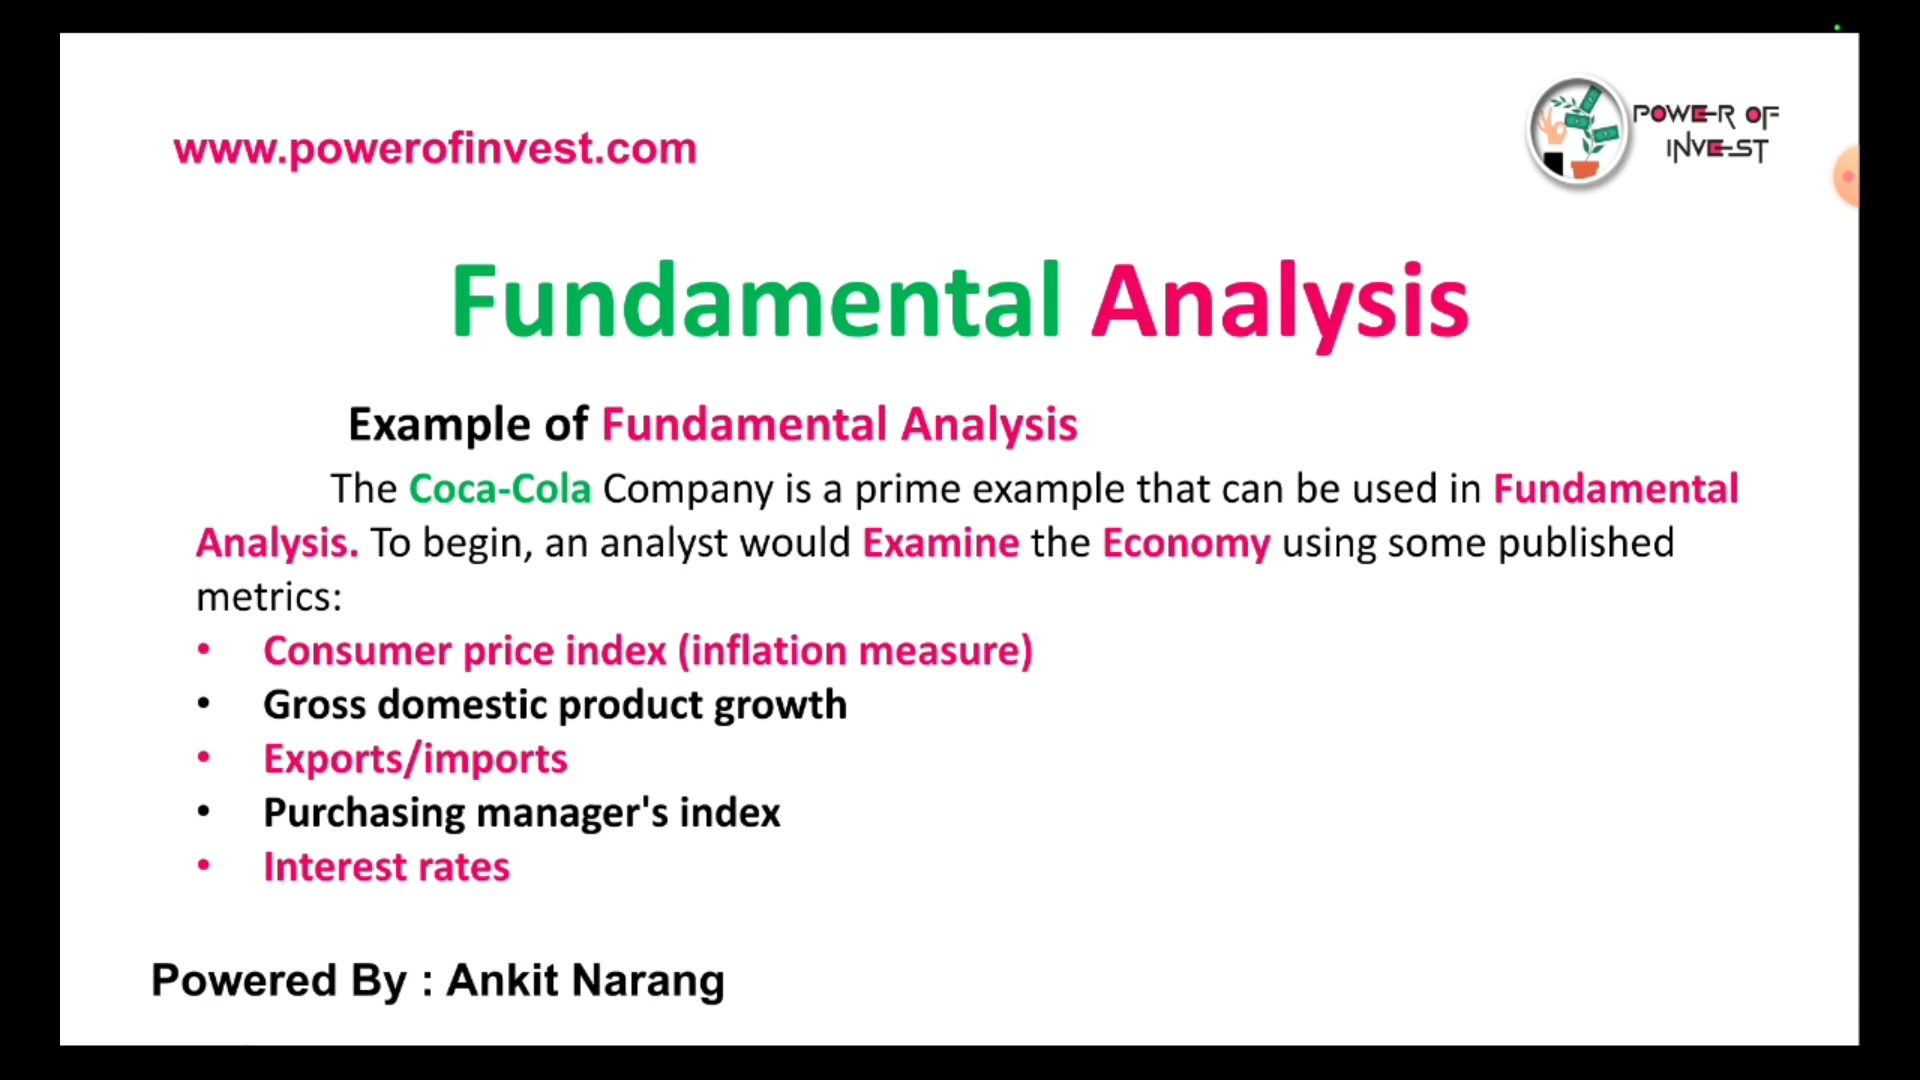 www.powerofinvest.com
POWER OF
INVEST
Fundamental Analysis
Example of Fundamental Analysis
The Coca-Cola Company is a prime example that can be used in Fundamental
Analysis. To begin, an analyst would Examine the Economy using some published
metrics:
• Consumer price index (inflation measure)
• Gross domestic product growth
• Exports/imports
• Purchasing manager's index
• Interest rates
Powered By : Ankit Narang